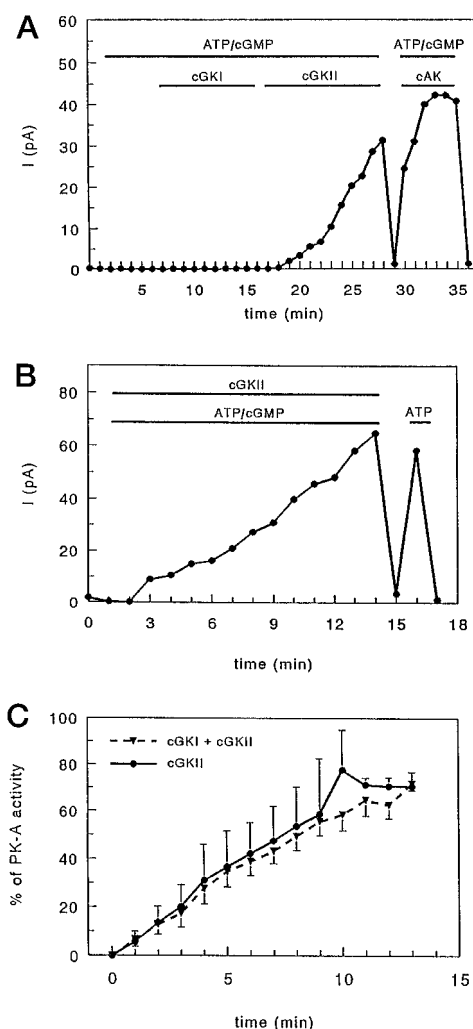 A
I (pA)
60
50
40
30
20
10
0
ATP/cGMP
ATP/cGMP
cGKI
cGKII
cAK
5
10
15
20
25
30
35
time (min)
B
I (pA)
80
60
40
20
0
cGKII
ATP/cGMP
ATP
0
3
6
9
12
15
18
time (min)
C
% of PK-A activity
100
80
60
40
20
0
cGKI + cGKII
cGKII
0
5
10
15
time (min)